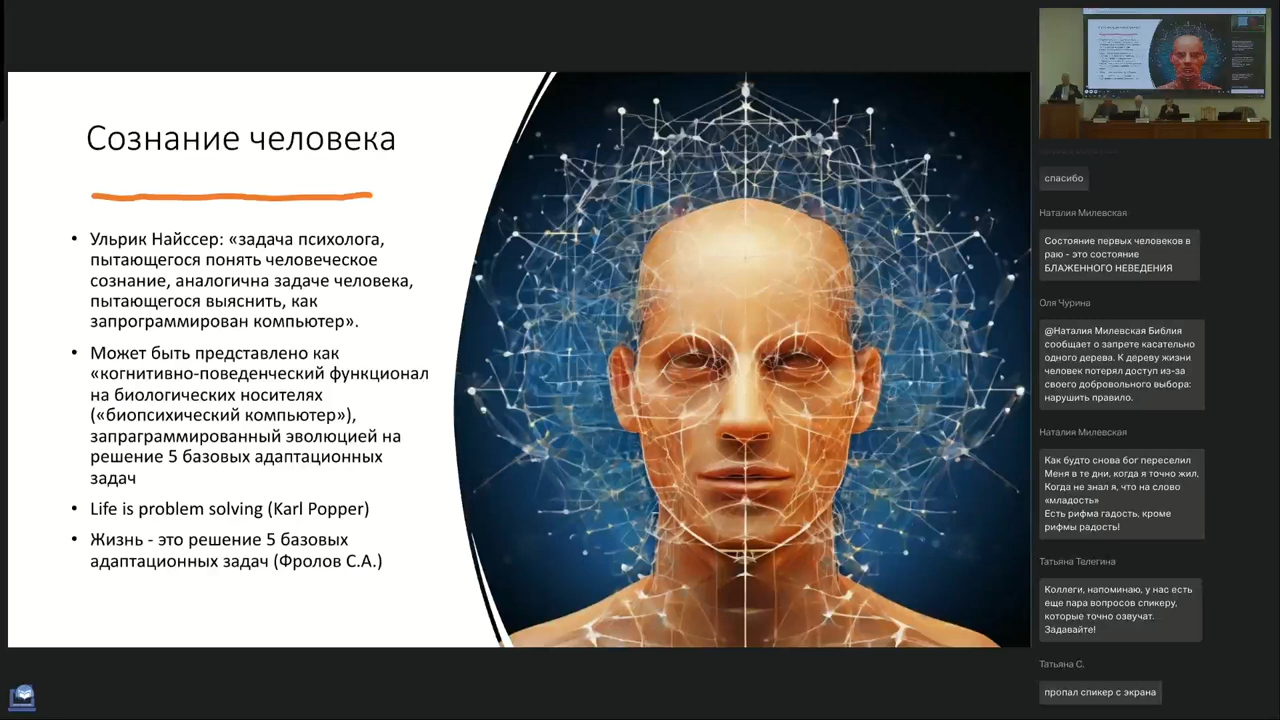 Сознание человека
• Ульрик Найссер: «задача психолога,
пытающегося понять человеческое
сознание, аналогична задаче человека,
пытающегося выяснить, как
запрограммирован компьютер».
• Может быть представлено как
«когнитивно-поведенческий функционал
на биологических носителях
(«биопсихический компьютер»),
запраграммированный эволюцией на
решение 5 базовых адаптационных
задач
• Life is problem solving (Karl Popper)
• Жизнь - это решение 5 базовых
адаптационных задач (Фролов С.А.)
спасибо
Наталия Милевская
Состояние первых человеков в
раю - это состояние
БЛАЖЕННОГО НЕВЕДЕНИЯ
Оля Чурина
@Наталия Милевская Библия
сообщает о запрете касательно
одного дерева. К дереву жизни
человек потерял доступ из-за
своего добровольного выбора:
нарушить правило.
Наталия Милевская
Как будто снова бог переселил
Меня в те дни, когда я точно жил,
Когда не знал я, что на слово
«младость»
Есть рифма гадость, кроме
рифмы радость!
Татьяна Телегина
Коллеги, напоминаю, у нас есть
еще пара вопросов спикеру,
которые точно озвучат.
Задавайте!
Татьяна С.
пропал спикер с экрана